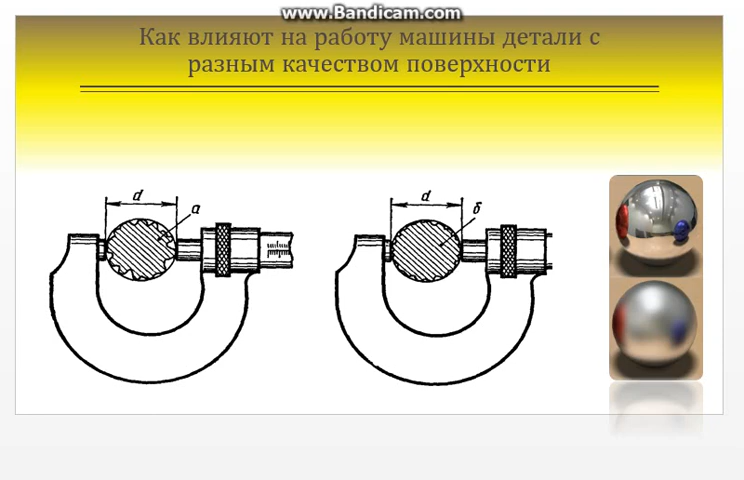 www.Bandicam.com
Как влияют на работу машины детали с
разным качеством поверхности
d
а
d
б